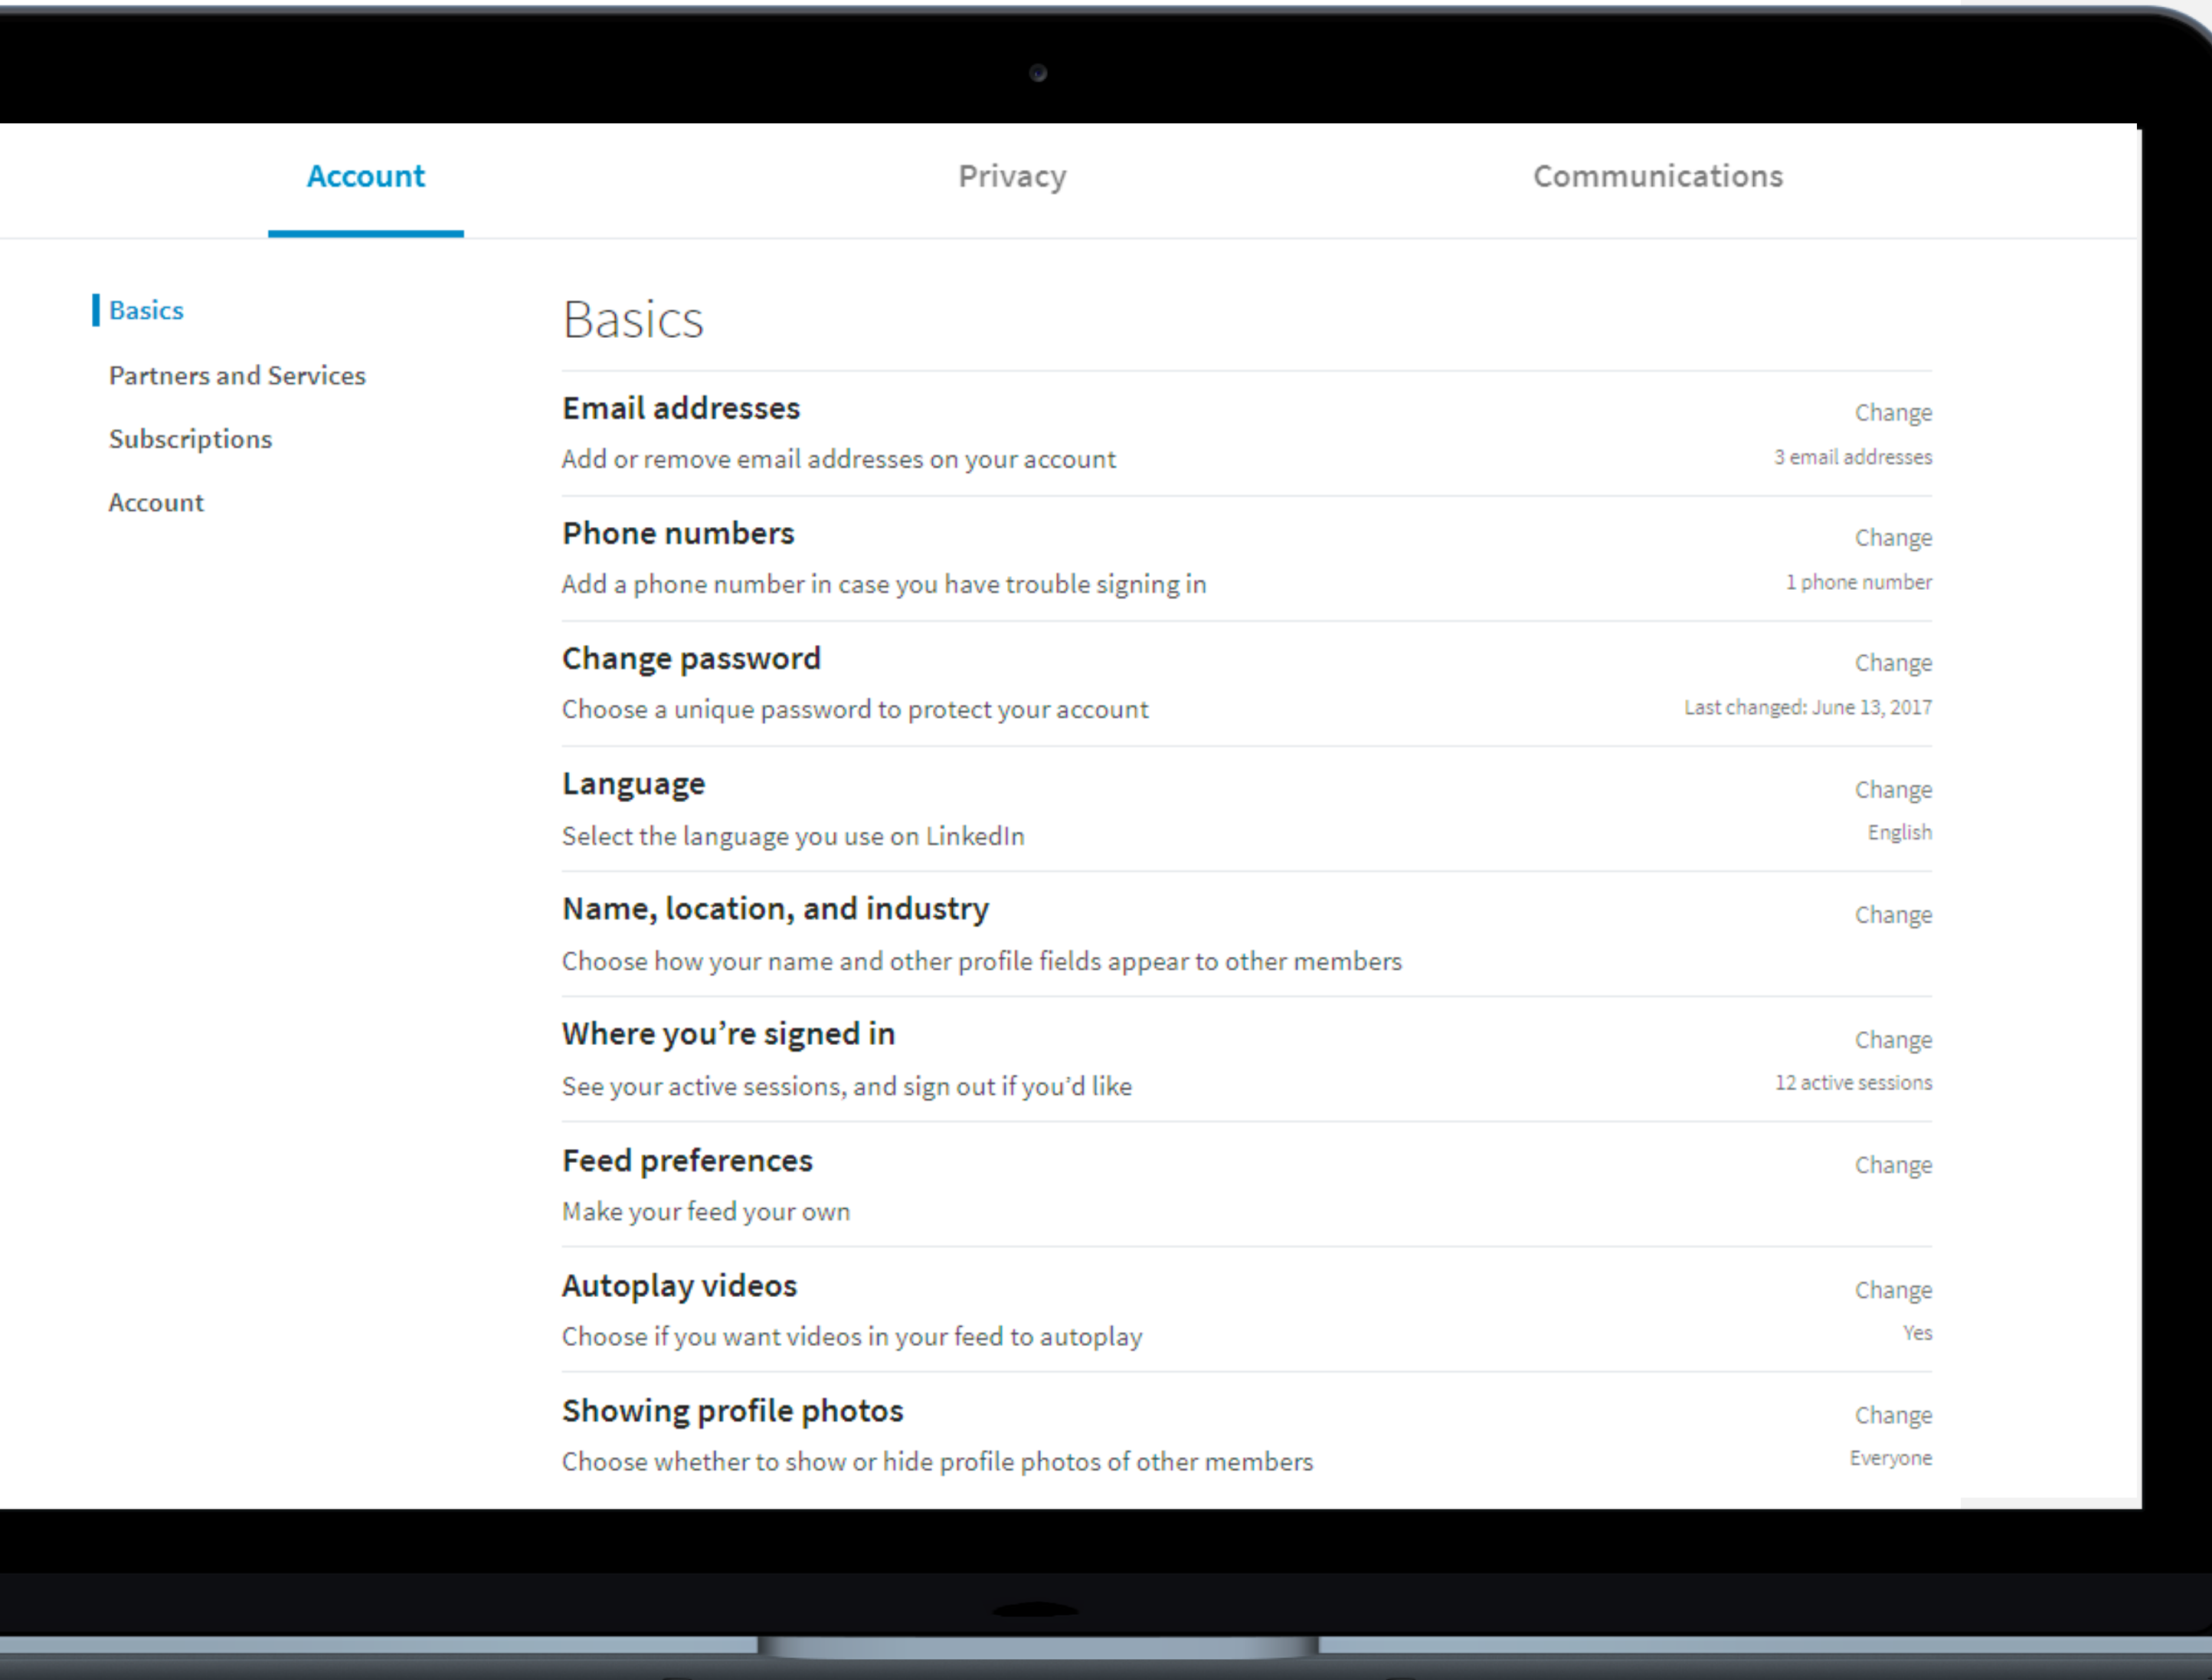 Account
Privacy
Communications
Basics
Partners and Services
Subscriptions
Account
Basics
Email addresses
Change
Add or remove email addresses on your account
3 email addresses
Phone numbers
Change
Add a phone number in case you have trouble signing in
1 phone number
Change password
Change
Choose a unique password to protect your account
Last changed: June 13, 2017
Language
Change
Select the language you use on LinkedIn
English
Name, location, and industry
Change
Choose how your name and other profile fields appear to other members
Where you’re signed in
Change
See your active sessions, and sign out if you’d like
12 active sessions
Feed preferences
Change
Make your feed your own
Autoplay videos
Change
Choose if you want videos in your feed to autoplay
Yes
Showing profile photos
Change
Choose whether to show or hide profile photos of other members
Everyone